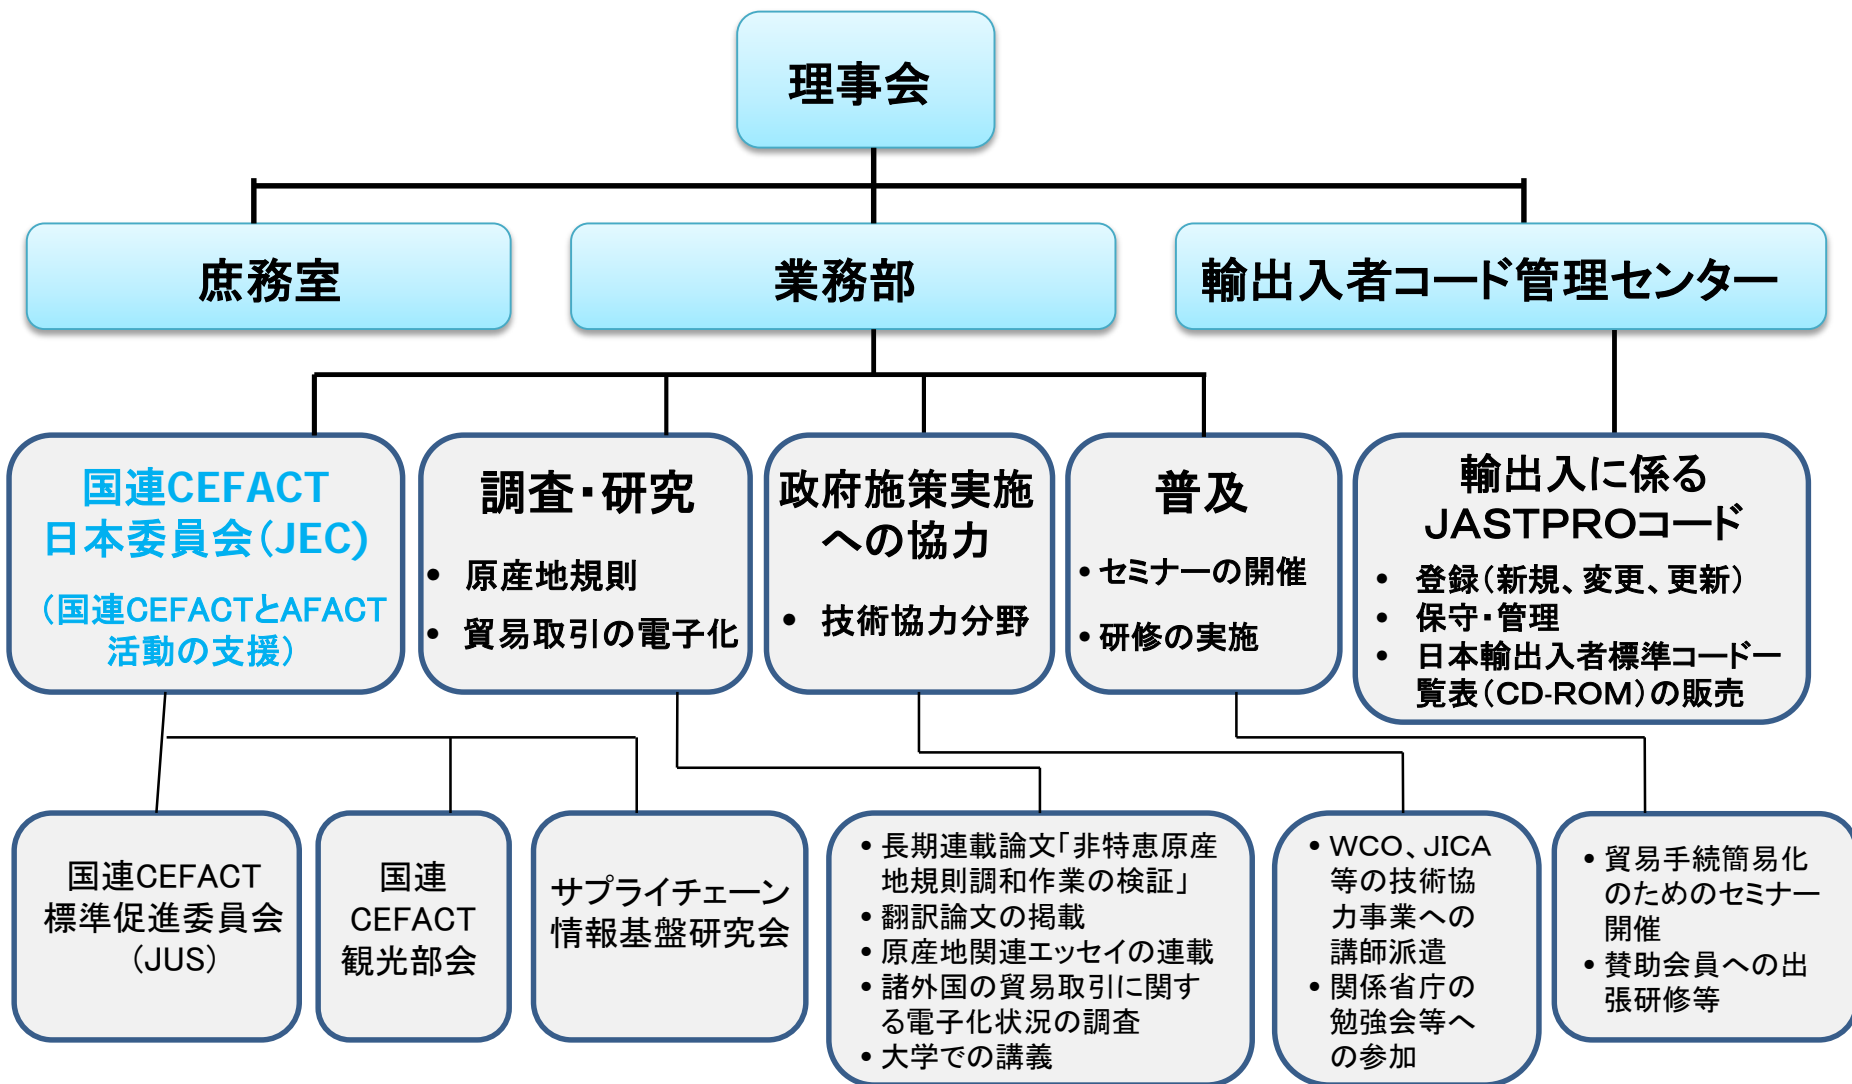 理事会
庶務室
業務部
輸出入者コード管理センター
国連CEFACT
日本委員会(JEC)
(国連CEFACTとAFACT
活動の支援)
調査・研究
• 原産地規則
• 貿易取引の電子化
政府施策実施
への協力
• 技術協力分野
普及
• セミナーの開催
• 研修の実施
輸出入に係る
JASTPROコード
• 登録(新規、変更、更新)
• 保守・管理
• 日本輸出入者標準コード一
覧表(CD-ROM)の販売
国連CEFACT
標準促進委員会
(JUS)
国連
CEFACT
観光部会
サプライチェーン
情報基盤研究会
• 長期連載論文「非特恵原産
地規則調和作業の検証」
• 翻訳論文の掲載
• 原産地関連エッセイの連載
• 諸外国の貿易取引に関す
る電子化状況の調査
• 大学での講義
• WCO、JICA
等の技術協
力事業への
講師派遣
• 関係省庁の
勉強会等へ
の参加
• 貿易手続簡易化
のためのセミナー
開催
• 賛助会員への出
張研修等